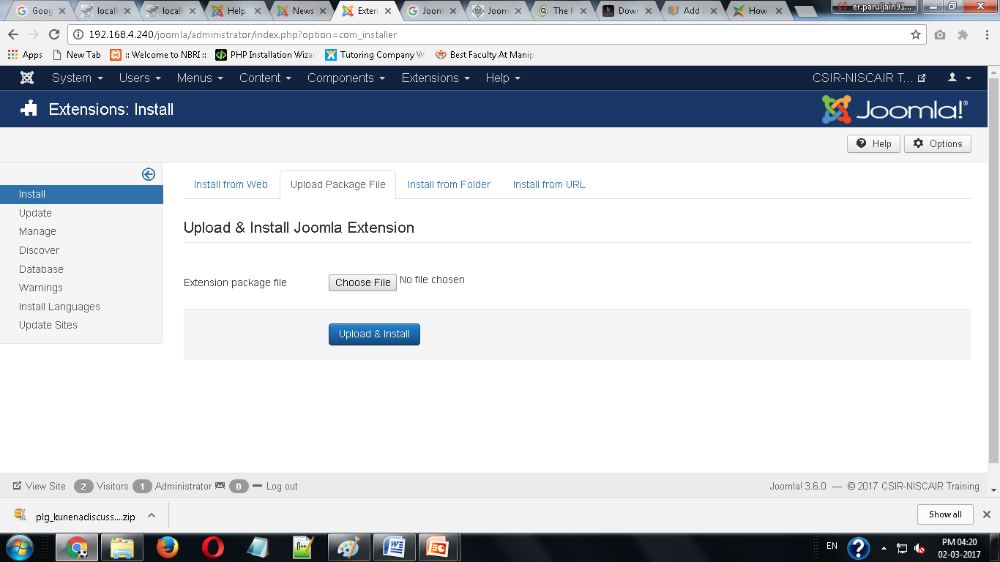 Goog
locall
locall
Help
News
Exten
Joom
Joom
The N
Down
Add a
How
er.paruljain91...
192.168.4.240/joomla/administrator/index.php?option=com_installer
Apps New Tab :: Welcome to NBRI :: PHP Installation Wizar Tutoring Company W Best Faculty At Manip
System Users Menus Content Components Extensions Help CSIR-NISCAIR T...
Extensions: Install Joomla!®
Help Options
Install from Web Upload Package File Install from Folder Install from URL
Install
Update
Manage
Discover
Database
Warnings
Install Languages
Update Sites
Upload & Install Joomla Extension
Extension package file Choose File No file chosen
Upload & Install
View Site 2 Visitors 1 Administrator 0 Log out Joomla! 3.6.0 — © 2017 CSIR-NISCAIR Training
plg_kunenadiscuss....zip Show all
EN PM 04:20
02-03-2017